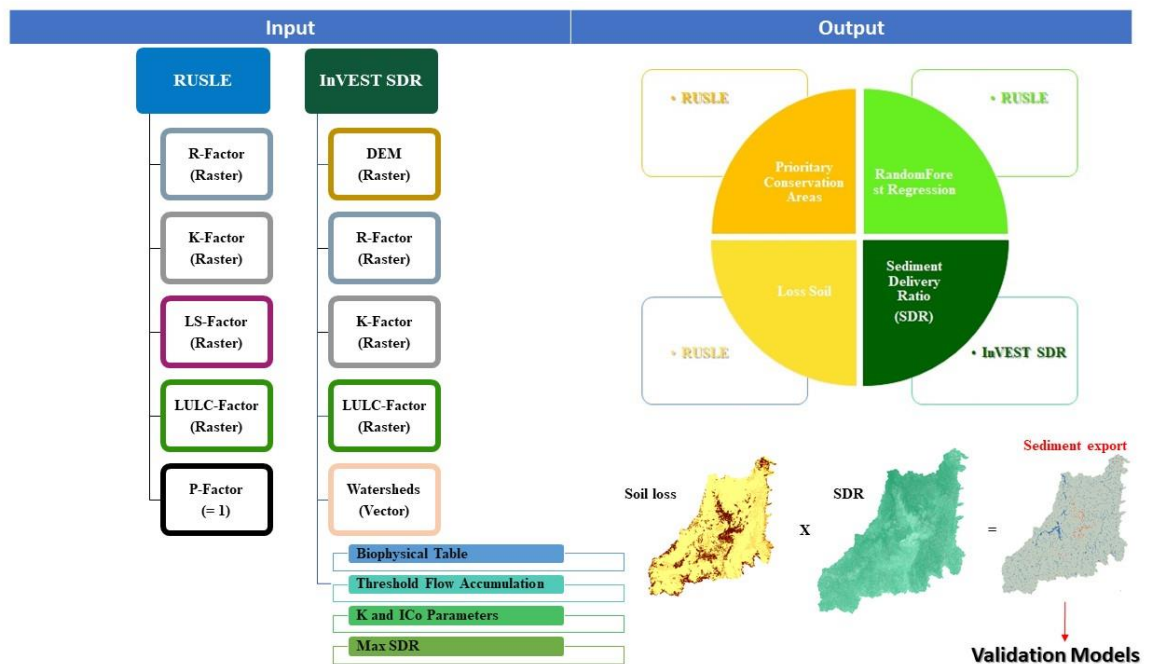 Input
Output
RUSLE
InVEST SDR
R-Factor
(Raster)
K-Factor
(Raster)
LS-Factor
(Raster)
LULC-Factor
(Raster)
P-Factor
(= 1)
DEM
(Raster)
R-Factor
(Raster)
K-Factor
(Raster)
LULC-Factor
(Raster)
Watersheds
(Vector)
Biophysical Table
Threshold Flow Accumulation
K and ICo Parameters
Max SDR
• RUSLE
• RUSLE
Prioritary
Conservation
Areas
RandomFore
st Regression
Loss Soil
Sediment
Delivery
Ratio
(SDR)
• RUSLE
• InVEST SDR
Soil loss
X
SDR
=
Sediment export
Validation Models